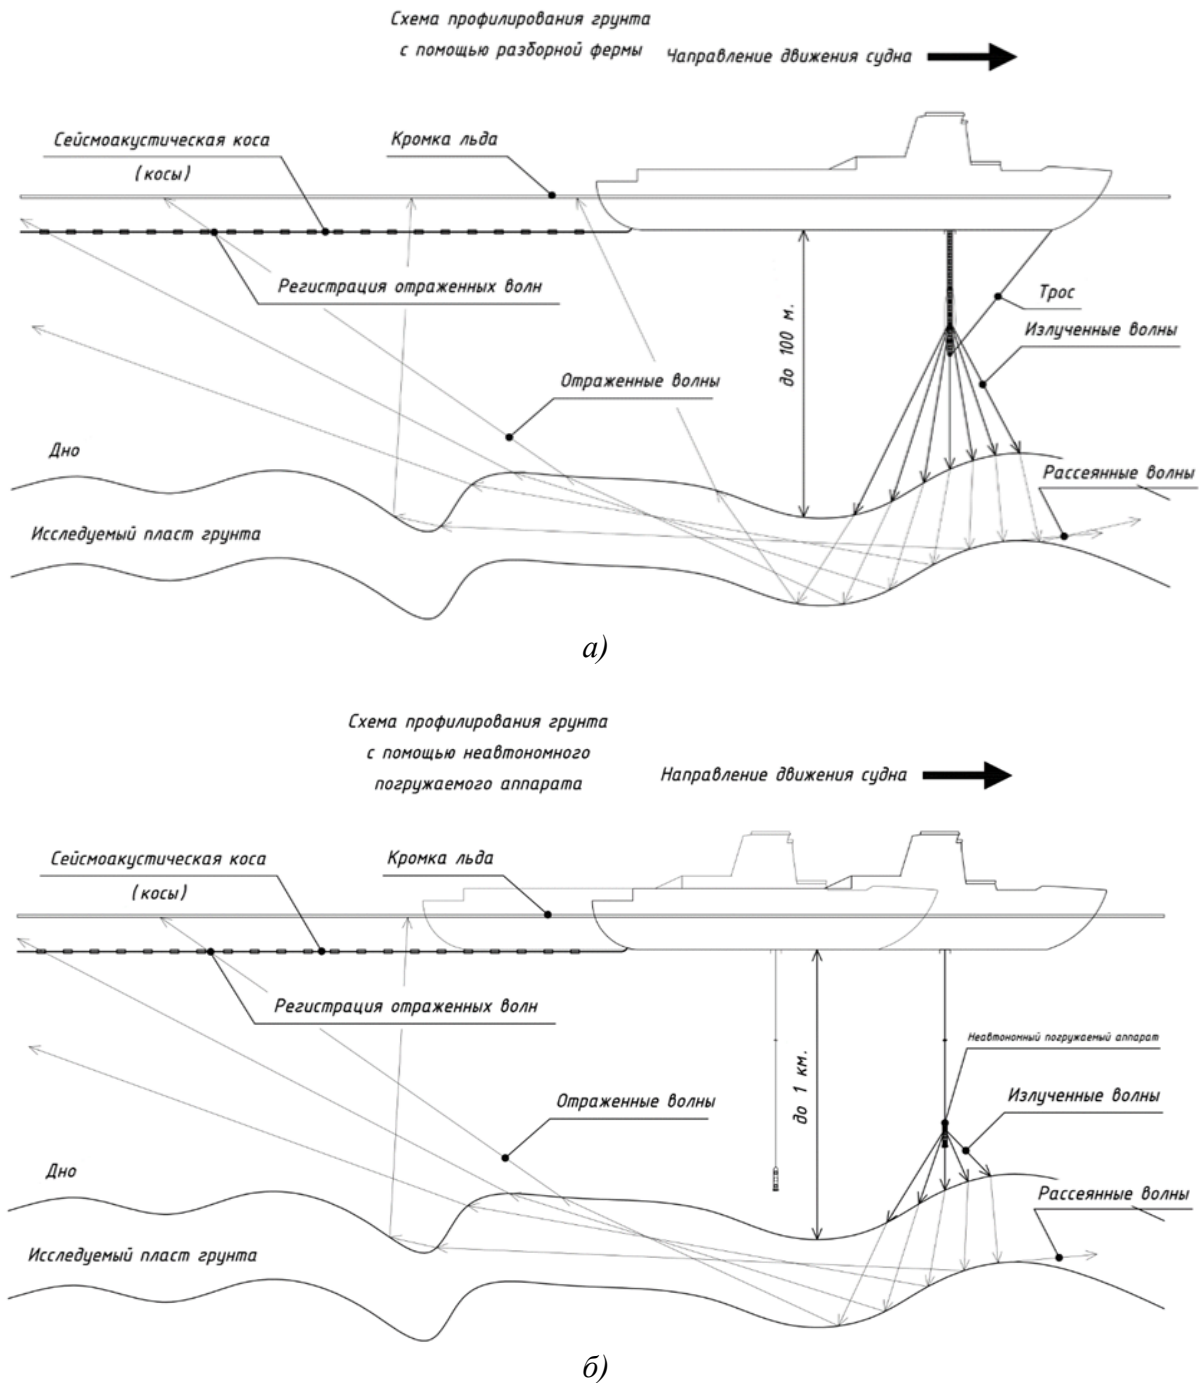 Схема профилирования грунта
с помощью разборной фермы
Чаправление движения судна
Сейсмоакустическая коса
(косы)
Кромка льда
Регистрация отраженных волн
до 100 м.
Трос
Излученные волны
Отраженные волны
Дно
Рассеянные волны
Исследуемый пласт грунта
а)
Схема профилирования грунта
с помощью неавтономного
погружаемого аппарата
Направление движения судна
Сейсмоакустическая коса
(косы)
Кромка льда
Регистрация отраженных волн
до 1 км.
Неавтономный погружаемый аппарат
Излученные волны
Отраженные волны
Дно
Рассеянные волны
Исследуемый пласт грунта
б)